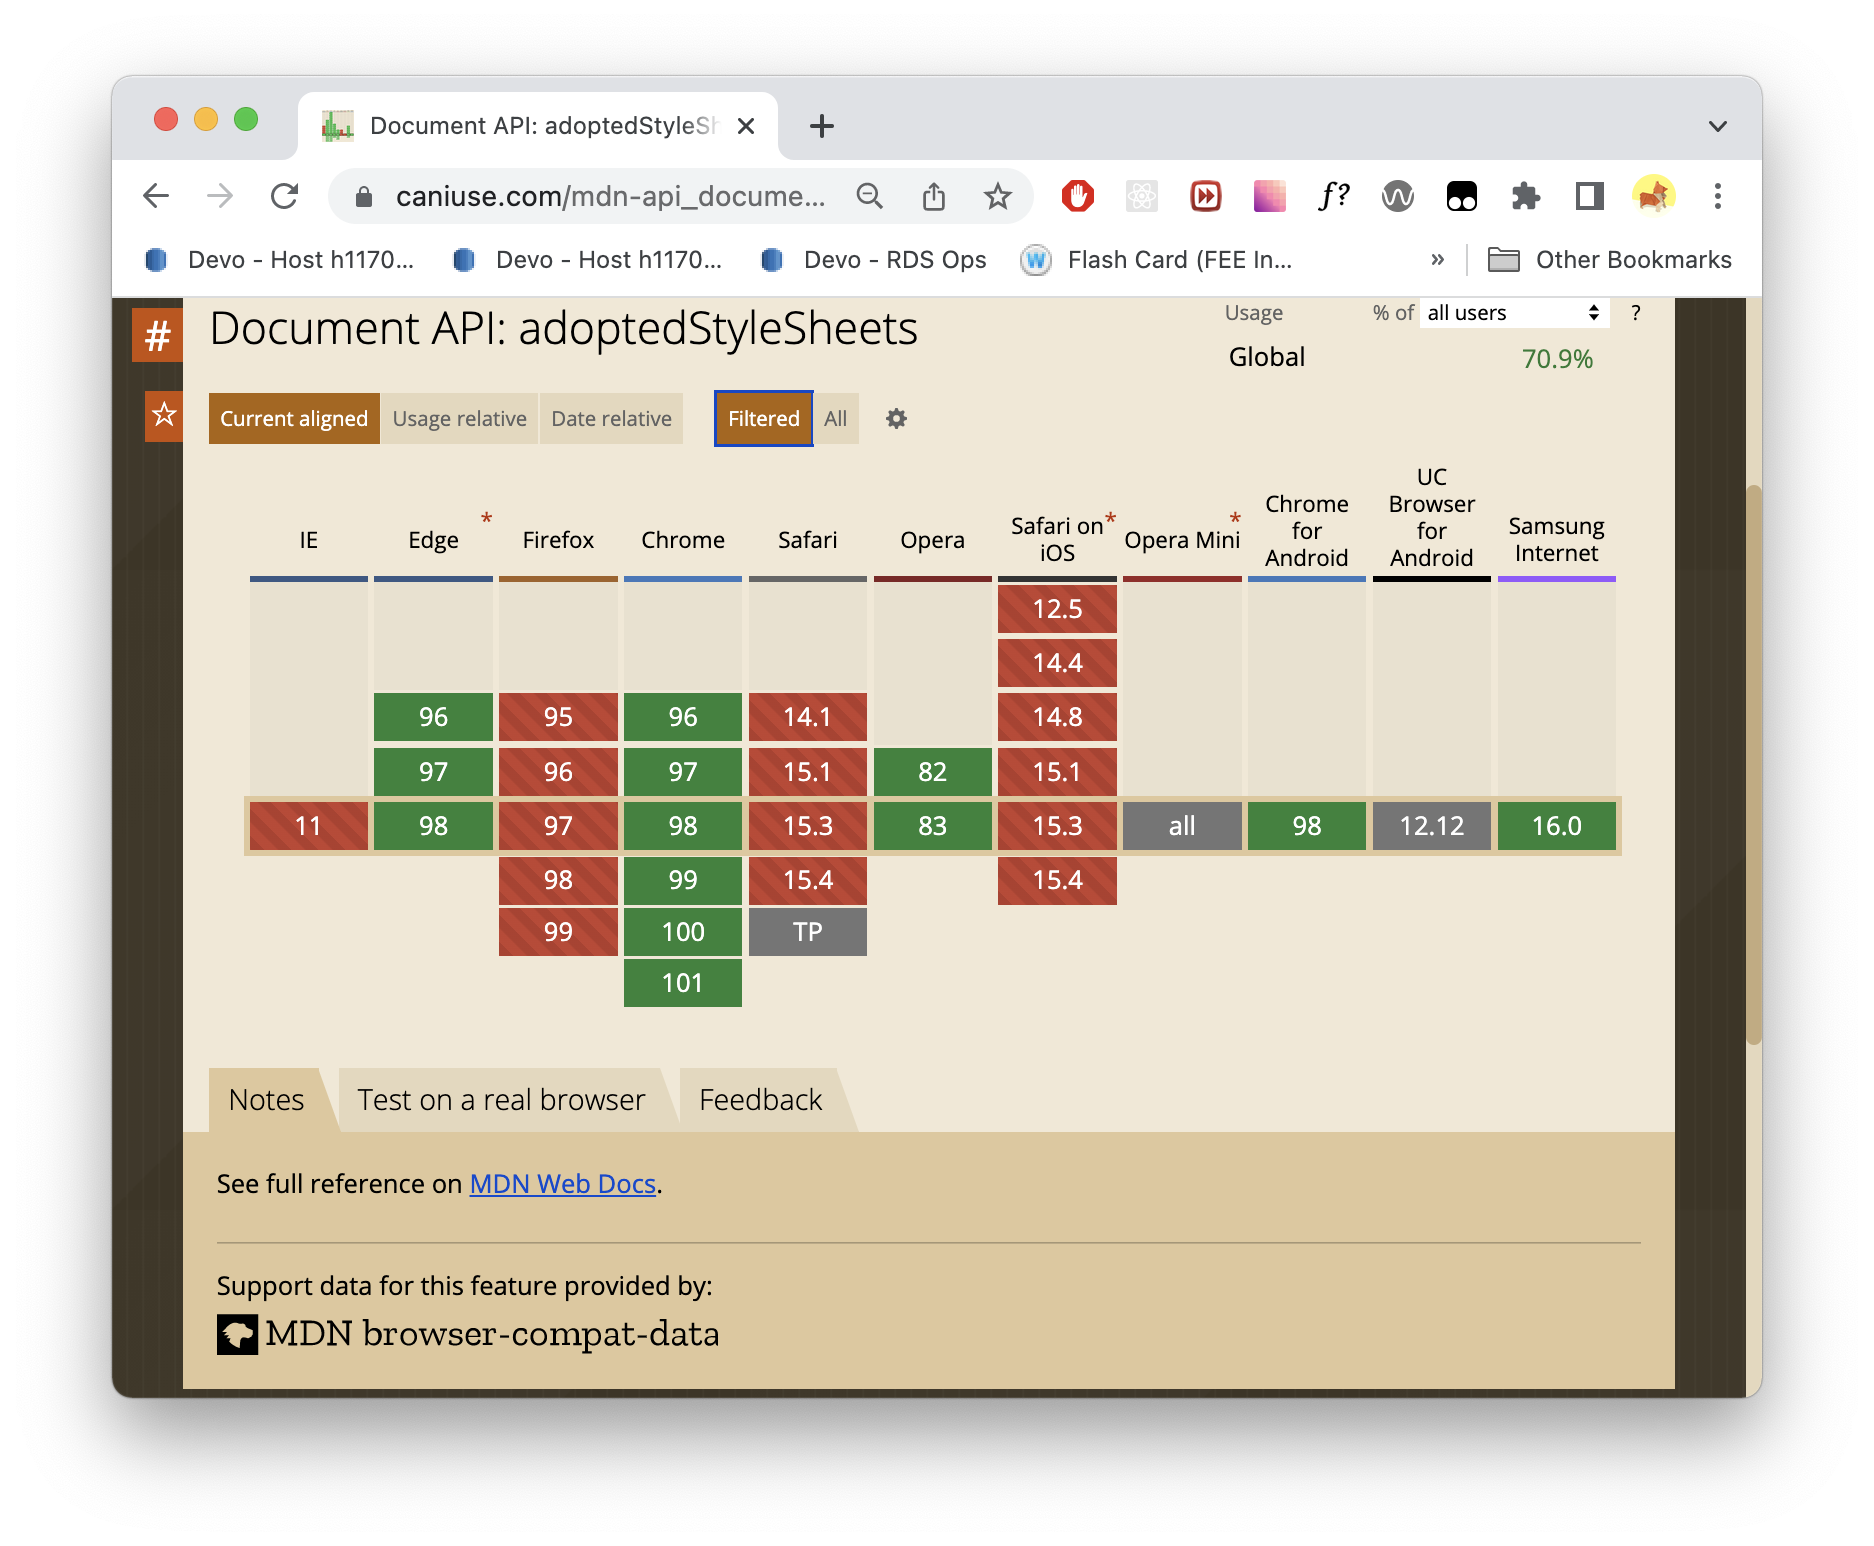 Document API: adoptedStyleSh
caniuse.com/mdn-api_docume...
f?
Devo - Host h1170... Devo - Host h1170... Devo - RDS Ops Flash Card (FEE In... » Other Bookmarks
# Document API: adoptedStyleSheets
Usage % of all users ?
Global 70.9%
Current aligned Usage relative Date relative Filtered All
IE Edge * Firefox Chrome Safari Opera Safari on iOS * Opera Mini * Chrome for Android UC Browser for Android Samsung Internet
12.5
14.4
96 95 96 14.1 14.8
97 96 97 15.1 82 15.1
11 98 97 98 15.3 83 15.3 all 98 12.12 16.0
98 99 15.4 15.4
99 100 TP
101
Notes Test on a real browser Feedback
See full reference on MDN Web Docs.
Support data for this feature provided by:
MDN browser-compat-data